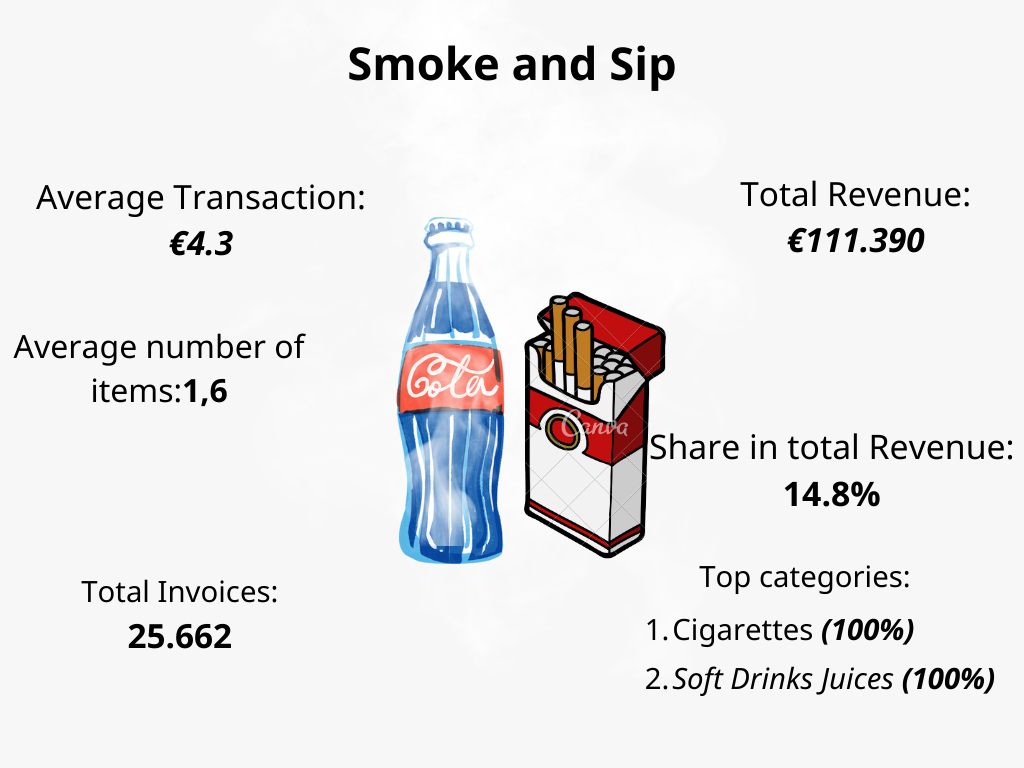 Smoke and Sip
Average Transaction:
€4.3
Total Revenue:
€111.390
Average number of
items:1,6
Cola
Canva
Share in total Revenue:
14.8%
Total Invoices:
25.662
Top categories:
1. Cigarettes (100%)
2. Soft Drinks Juices (100%)